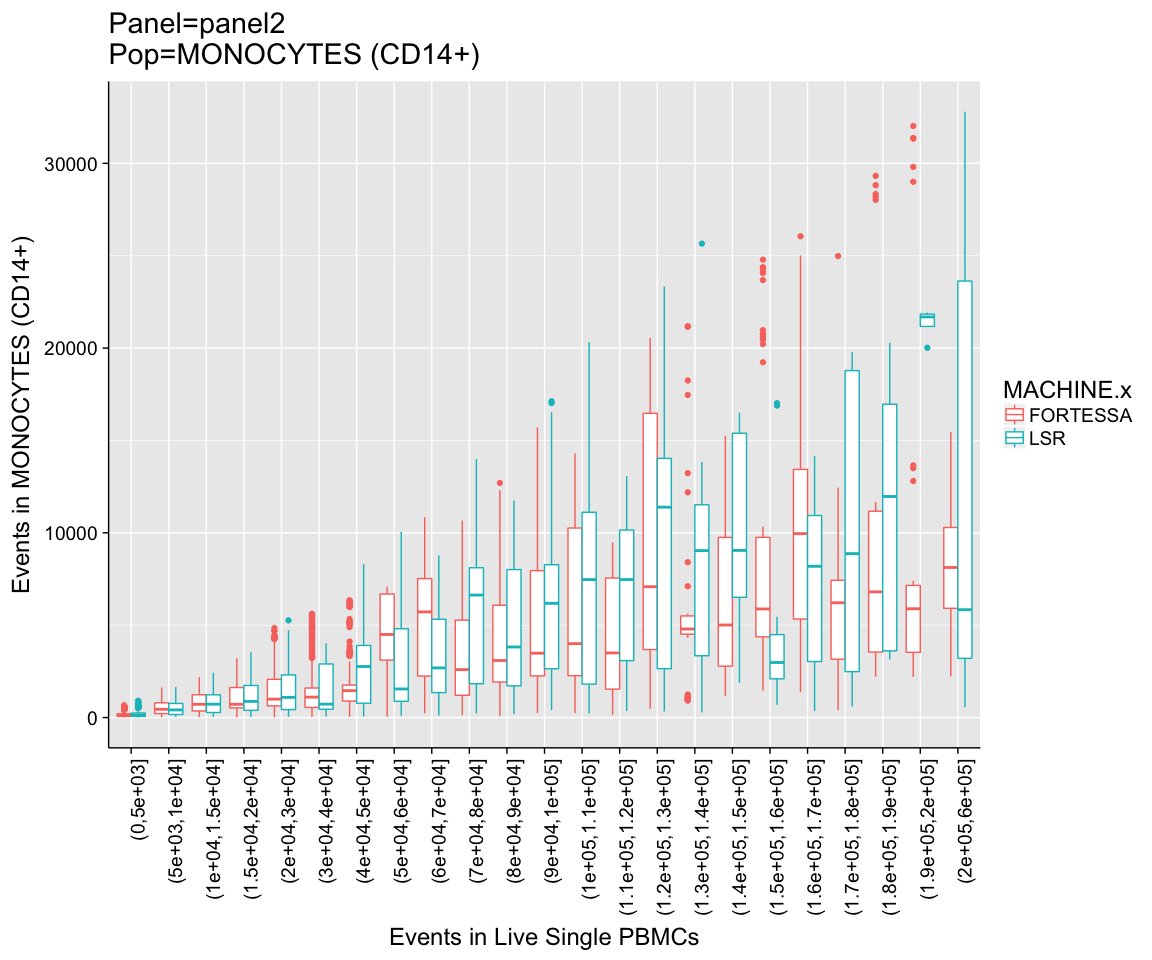 Panel=panel2
Pop=MONOCYTES (CD14+)
Events in MONOCYTES (CD14+)
30000
20000
10000
0
(0,5e+03]
(5e+03,1e+04]
(1e+04,1.5e+04]
(1.5e+04,2e+04]
(2e+04,3e+04]
(3e+04,4e+04]
(4e+04,5e+04]
(5e+04,6e+04]
(6e+04,7e+04]
(7e+04,8e+04]
(8e+04,9e+04]
(9e+04,1e+05]
(1e+05,1.1e+05]
(1.1e+05,1.2e+05]
(1.2e+05,1.3e+05]
(1.3e+05,1.4e+05]
(1.4e+05,1.5e+05]
(1.5e+05,1.6e+05]
(1.6e+05,1.7e+05]
(1.7e+05,1.8e+05]
(1.8e+05,1.9e+05]
(1.9e+05,2e+05]
(2e+05,6e+05]
Events in Live Single PBMCs
MACHINE.x
FORTESSA
LSR